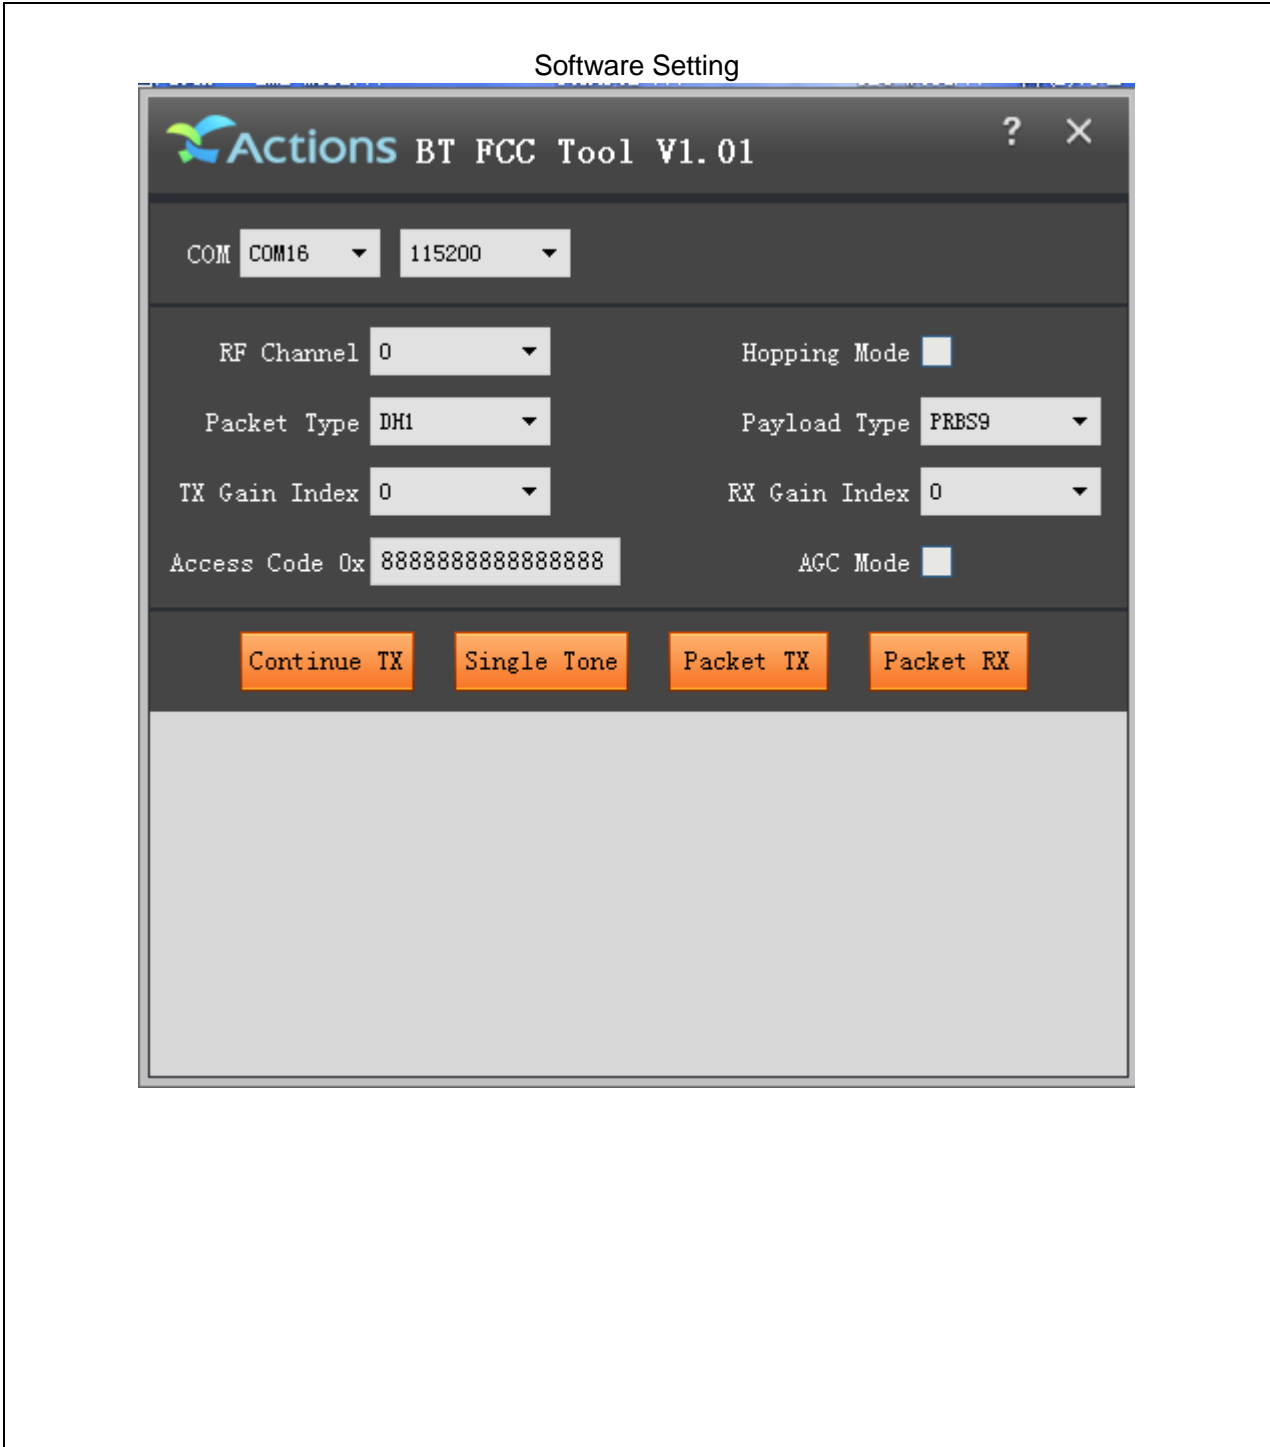 Software Setting
Actions BT FCC Tool V1.01 ? ×
COM COM16 115200
RF Channel 0 Hopping Mode
Packet Type DH1 Payload Type PRBS9
TX Gain Index 0 RX Gain Index 0
Access Code 0x 8888888888888888 AGC Mode
Continue TX Single Tone Packet TX Packet RX